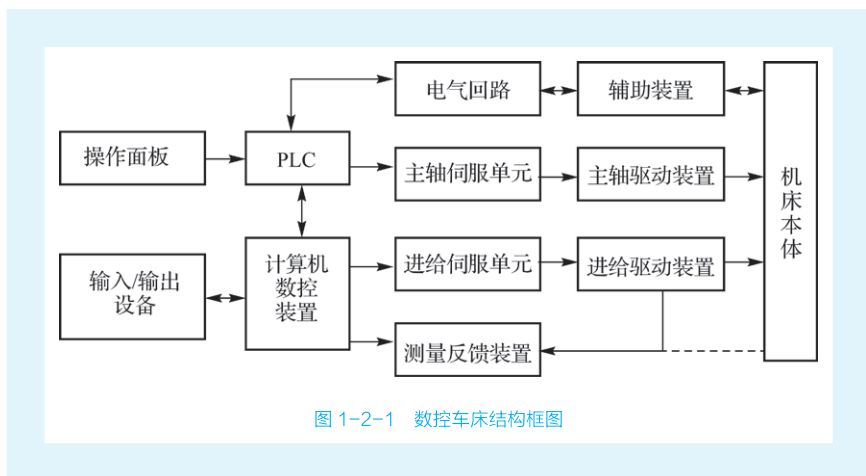 电气回路
辅助装置
操作面板
PLC
主轴伺服单元
主轴驱动装置
机床本体
输入/输出
设备
计算机
数控
装置
进给伺服单元
进给驱动装置
测量反馈装置
图 1-2-1 数控车床结构框图